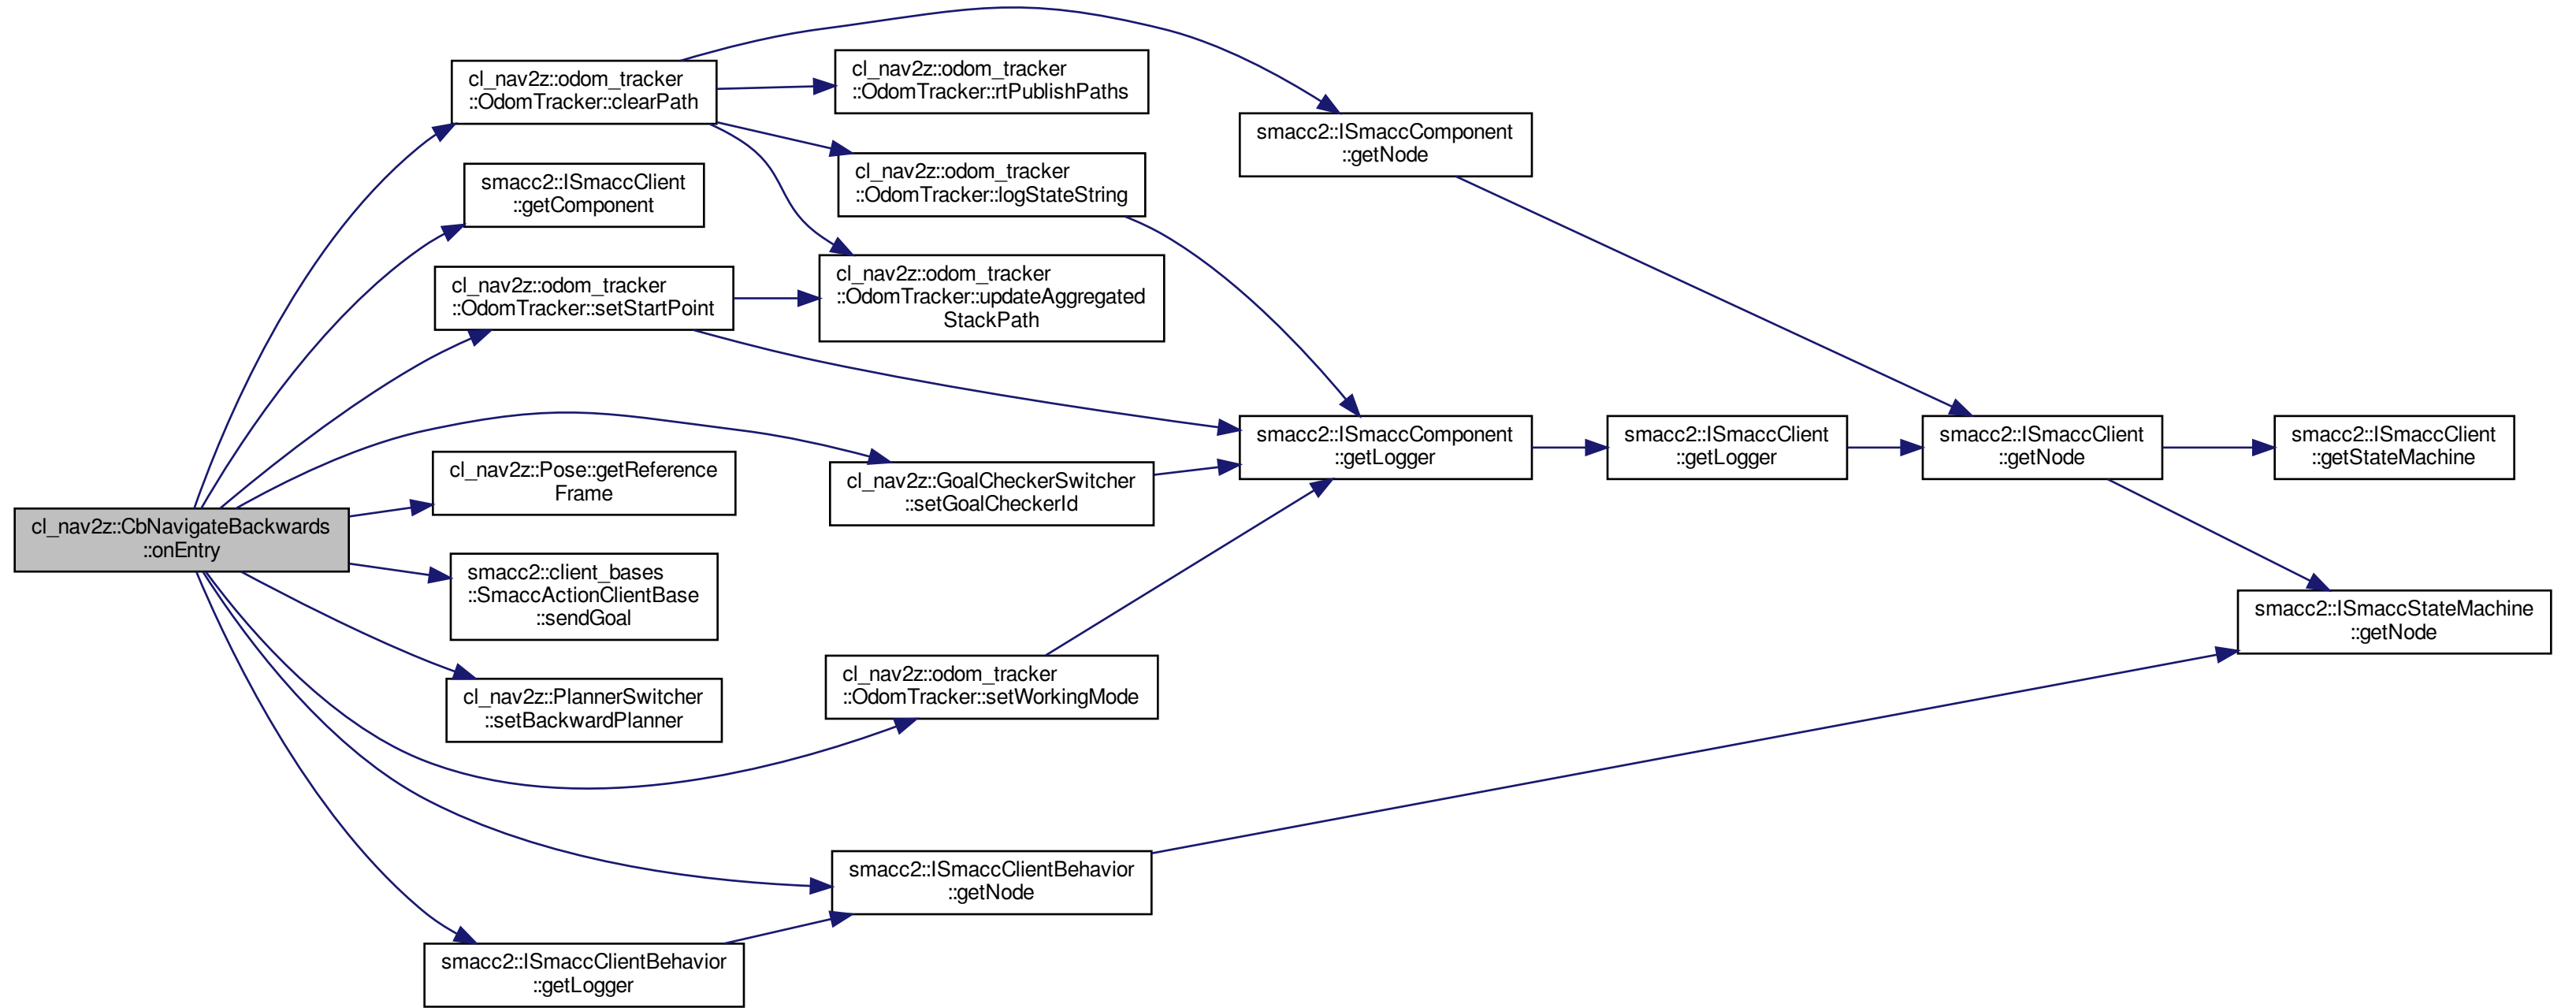 cl_nav2z::CbNavigateBackwards
::onEntry
cl_nav2z::odom_tracker
::OdomTracker::clearPath
smacc2::ISmaccClient
::getComponent
cl_nav2z::odom_tracker
::OdomTracker::setStartPoint
cl_nav2z::Pose::getReference
Frame
smacc2::client_bases
::SmaccActionClientBase
::sendGoal
cl_nav2z::PlannerSwitcher
::setBackwardPlanner
smacc2::ISmaccClientBehavior
::getLogger
cl_nav2z::odom_tracker
::OdomTracker::rtPublishPaths
cl_nav2z::odom_tracker
::OdomTracker::logStateString
cl_nav2z::odom_tracker
::OdomTracker::updateAggregated
StackPath
cl_nav2z::GoalCheckerSwitcher
::setGoalCheckerId
cl_nav2z::odom_tracker
::OdomTracker::setWorkingMode
smacc2::ISmaccClientBehavior
::getNode
smacc2::ISmaccComponent
::getNode
smacc2::ISmaccComponent
::getLogger
smacc2::ISmaccClient
::getLogger
smacc2::ISmaccClient
::getNode
smacc2::ISmaccClient
::getStateMachine
smacc2::ISmaccStateMachine
::getNode